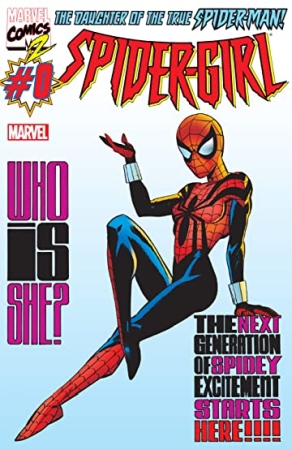 MARVEL
COMICS
2
THE DAUGHTER OF THE TRUE SPIDER-MAN!
SPIDER-GIRL
#0
MARVEL
WHO
IS
SHE?
THE NEXT
GENERATION
OF SPIDEY
EXCITEMENT
STARTS
HERE!!!!